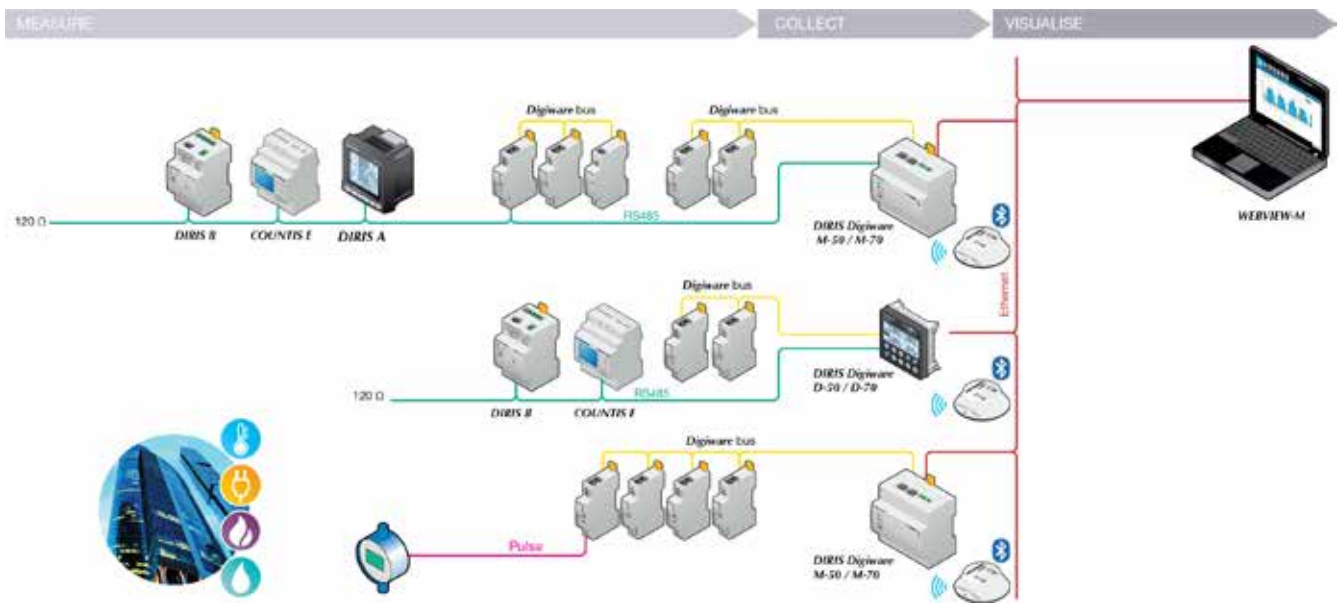 MEASURE
COLLECT
VISUALISE
Digiware bus
Digiware bus
120 Ω
RS485
DIRIS B
COUNTIS E
DIRIS A
DIRIS Digiware
M-50 / M-70
WEBVIEW-M
Ethernet
Digiware bus
120 Ω
RS485
DIRIS B
COUNTIS E
DIRIS Digiware
D-50 / D-70
Digiware bus
Pulse
DIRIS Digiware
M-50 / M-70